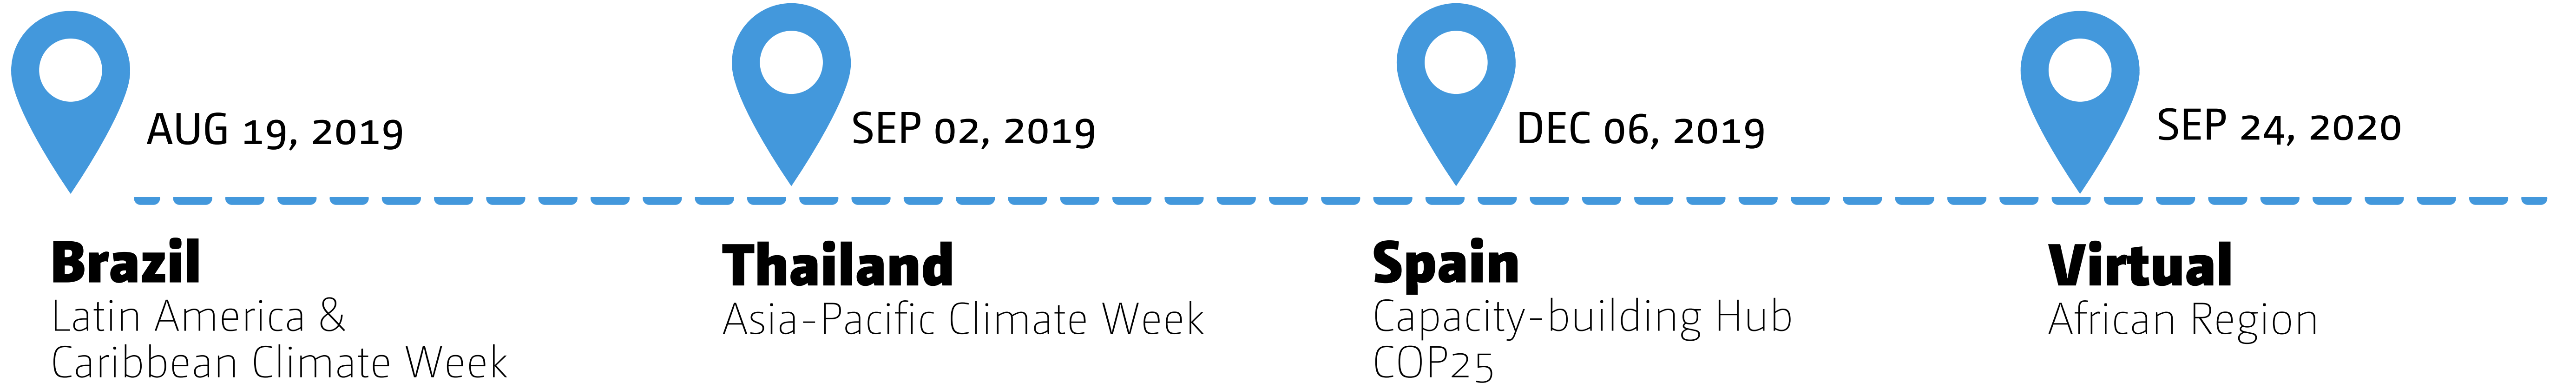 AUG 19, 2019
SEP 02, 2019
DEC 06, 2019
SEP 24, 2020
Brazil
Latin America &
Caribbean Climate Week
Thailand
Asia-Pacific Climate Week
Spain
Capacity-building Hub
COP25
Virtual
African Region